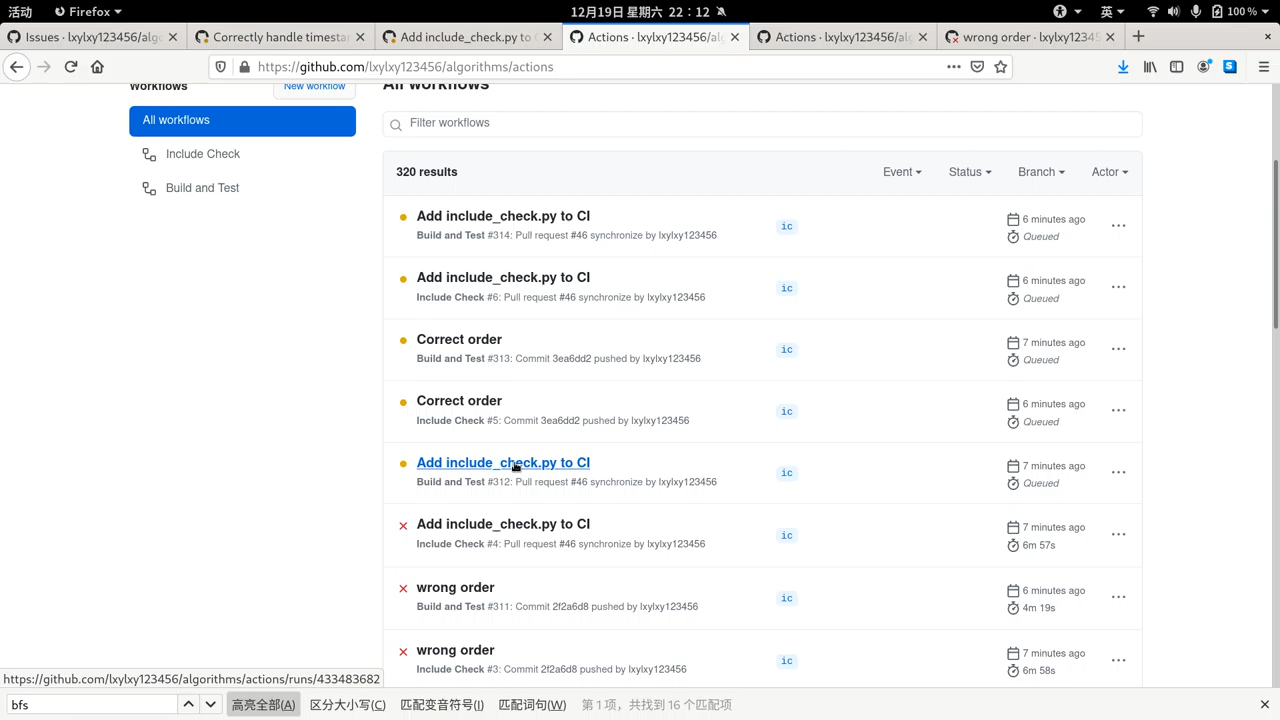 活动 Firefox 12月19日 星期六 22：12 英 100 %
Issues · lxylxy123456/algo Correctly handle timestar Add include_check.py to C Actions · lxylxy123456/alg Actions · lxylxy123456/alg wrong order · lxylxy12345
https://github.com/lxylxy123456/algorithms/actions
Workflows New workflow All workflows
All workflows Filter workflows
Include Check
Build and Test
320 results Event Status Branch Actor
Add include_check.py to CI
Build and Test #314: Pull request #46 synchronize by lxylxy123456 ic 6 minutes ago
Queued
Add include_check.py to CI
Include Check #6: Pull request #46 synchronize by lxylxy123456 ic 6 minutes ago
Queued
Correct order
Build and Test #313: Commit 3ea6dd2 pushed by lxylxy123456 ic 7 minutes ago
Queued
Correct order
Include Check #5: Commit 3ea6dd2 pushed by lxylxy123456 ic 6 minutes ago
Queued
Add include_check.py to CI
Build and Test #312: Pull request #46 synchronize by lxylxy123456 ic 7 minutes ago
Queued
Add include_check.py to CI
Include Check #4: Pull request #46 synchronize by lxylxy123456 ic 7 minutes ago
6m 57s
wrong order
Build and Test #311: Commit 2f2a6d8 pushed by lxylxy123456 ic 6 minutes ago
4m 19s
wrong order
Include Check #3: Commit 2f2a6d8 pushed by lxylxy123456 ic 7 minutes ago
6m 58s
https://github.com/lxylxy123456/algorithms/actions/runs/433483682
bfs 高亮全部(A) 区分大小写(C) 匹配变音符号(I) 匹配词句(W) 第 1 项，共找到 16 个匹配项